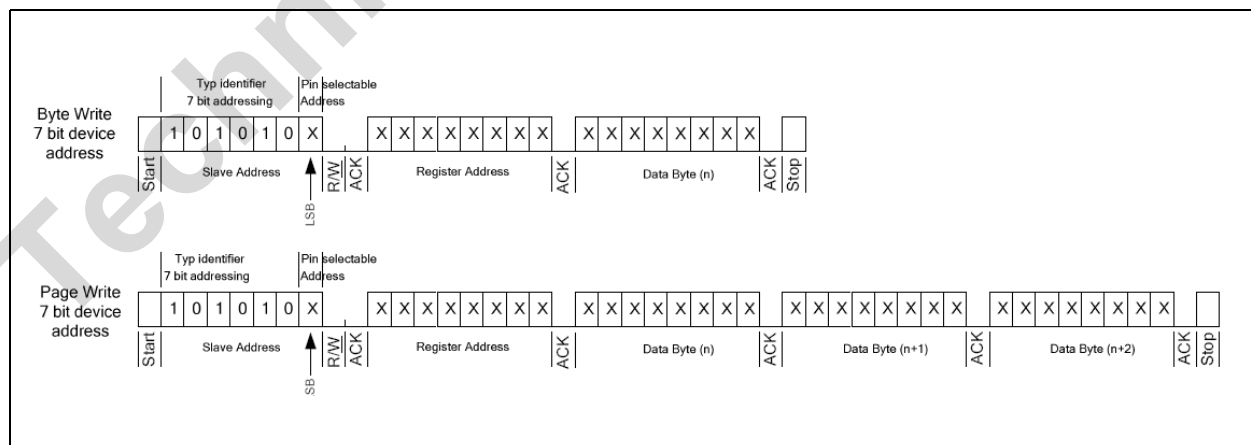 Techn
Typ identifier Pin selectable
7 bit addressing Address
Byte Write
7 bit device
address
1 0 1 0 1 0 X X X X X X X X X X X X X X X X X
Start Slave Address LSB R/W ACK Register Address ACK Data Byte (n) ACK Stop
Typ identifier Pin selectable
7 bit addressing Address
Page Write
7 bit device
address
1 0 1 0 1 0 X X X X X X X X X X X X X X X X X X X X X X X X X X X X X X X X X
Start Slave Address SB R/W ACK Register Address ACK Data Byte (n) ACK Data Byte (n+1) ACK Data Byte (n+2) ACK Stop